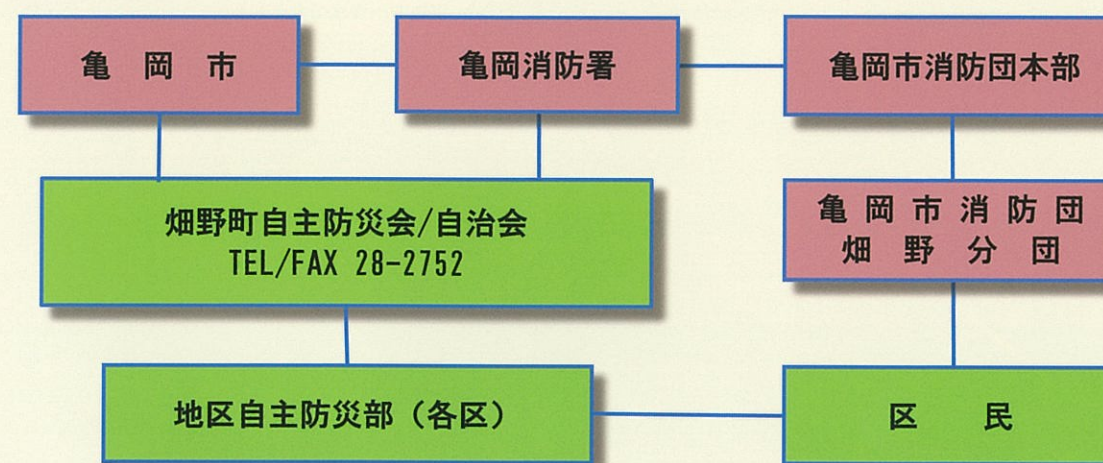 亀　岡　市
亀岡消防署
亀岡市消防団本部
畑野町自主防災会/自治会
TEL/FAX 28-2752
亀 岡 市 消 防 団
畑　野　分　団
地区自主防災部（各区）
区　　民